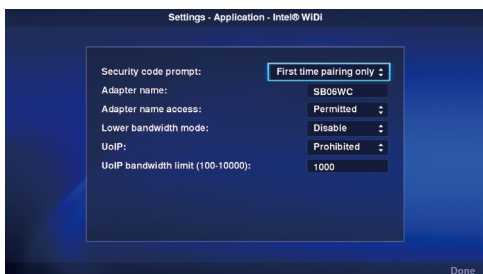 Settings - Application - Intel® WiDi
Security code prompt: First time pairing only
Adapter name: SB06WC
Adapter name access: Permitted
Lower bandwidth mode: Disable
UoIP: Prohibited
UoIP bandwidth limit (100-10000): 1000
Done